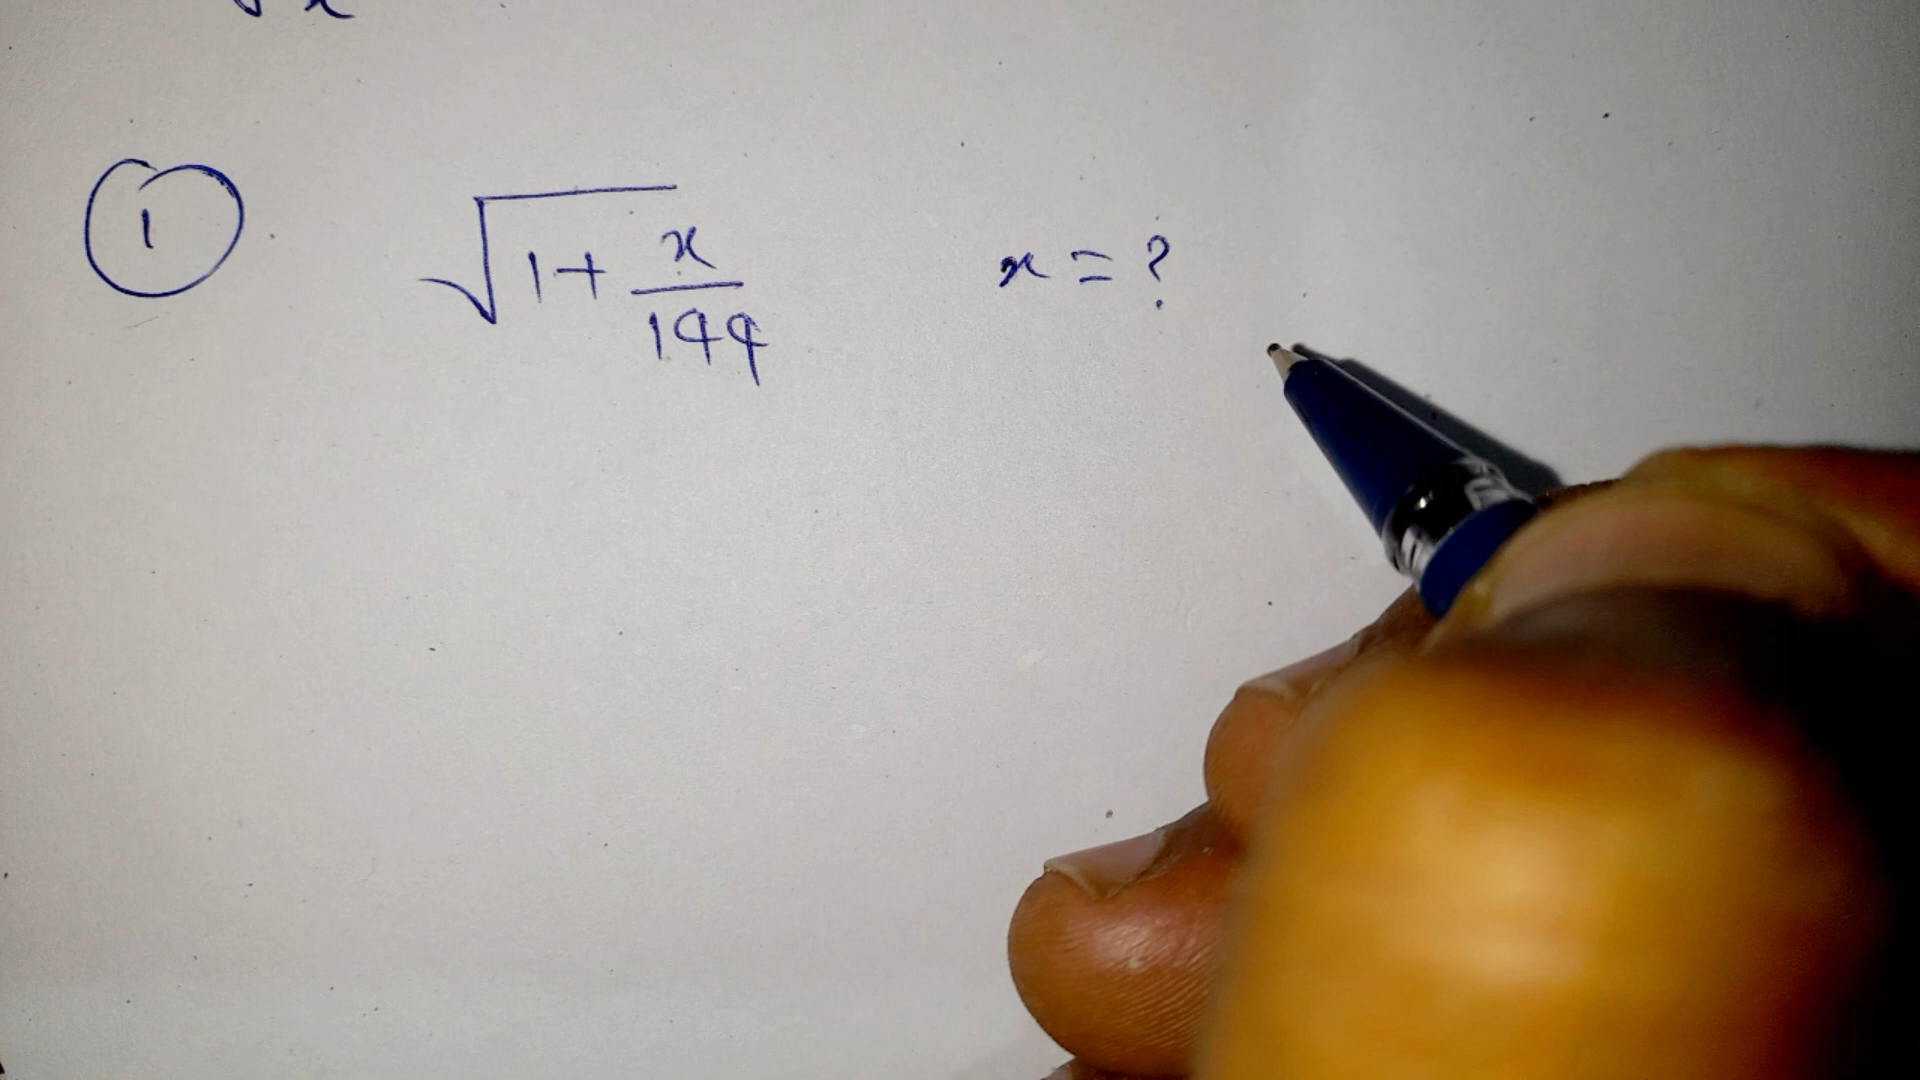 √x
① √(1 + x/144) x = ?